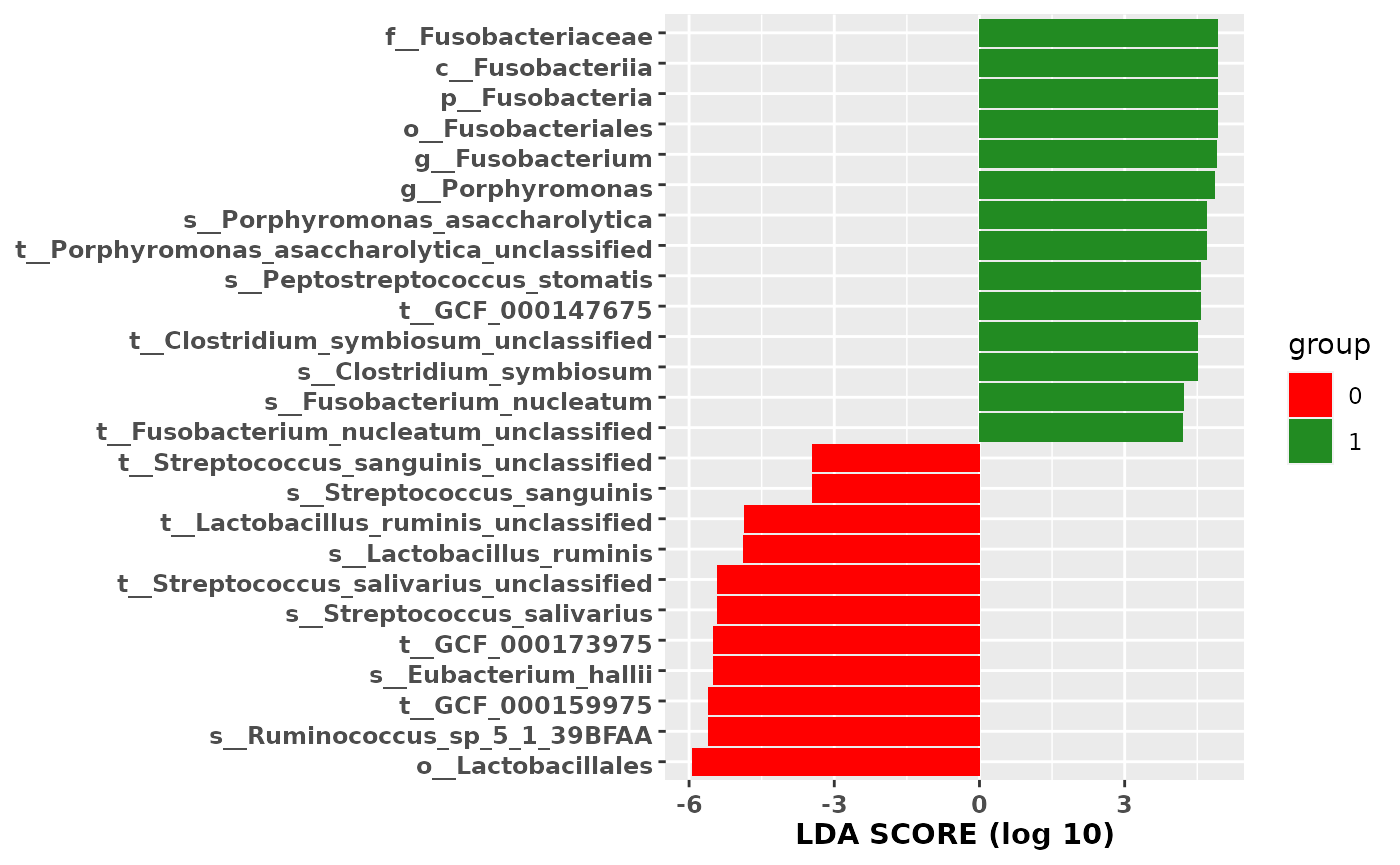 f__Fusobacteriaceae
c__Fusobacteriia
p__Fusobacteria
o__Fusobacteriales
g__Fusobacterium
g__Porphyromonas
s__Porphyromonas_asaccharolytica
t__Porphyromonas_asaccharolytica_unclassified
s__Peptostreptococcus_stomatis
t__GCF_000147675
t__Clostridium_symbiosum_unclassified
s__Clostridium_symbiosum
s__Fusobacterium_nucleatum
t__Fusobacterium_nucleatum_unclassified
t__Streptococcus_sanguinis_unclassified
s__Streptococcus_sanguinis
t__Lactobacillus_ruminis_unclassified
s__Lactobacillus_ruminis
t__Streptococcus_salivarius_unclassified
s__Streptococcus_salivarius
t__GCF_000173975
s__Eubacterium_hallii
t__GCF_000159975
s__Ruminococcus_sp_5_1_39BFAA
o__Lactobacillales
-6 -3 0 3
LDA SCORE (log 10)
group
0
1